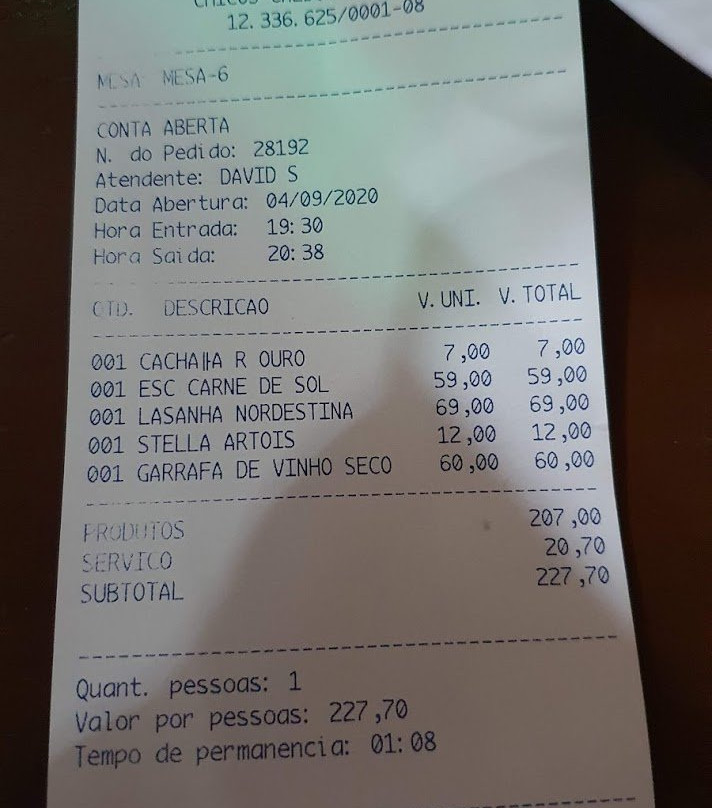 12.336.625/0001-08
MESA MESA-6
CONTA ABERTA
N. do Pedido: 28192
Atendente: DAVID S
Data Abertura: 04/09/2020
Hora Entrada: 19:30
Hora Saida: 20:38
QTD. DESCRICAO V.UNI. V.TOTAL
001 CACHA╟A R OURO 7,00 7,00
001 ESC CARNE DE SOL 59,00 59,00
001 LASANHA NORDESTINA 69,00 69,00
001 STELLA ARTOIS 12,00 12,00
001 GARRAFA DE VINHO SECO 60,00 60,00
PRODUTOS 207,00
SERVICO 20,70
SUBTOTAL 227,70
Quant. pessoas: 1
Valor por pessoas: 227,70
Tempo de permanencia: 01:08